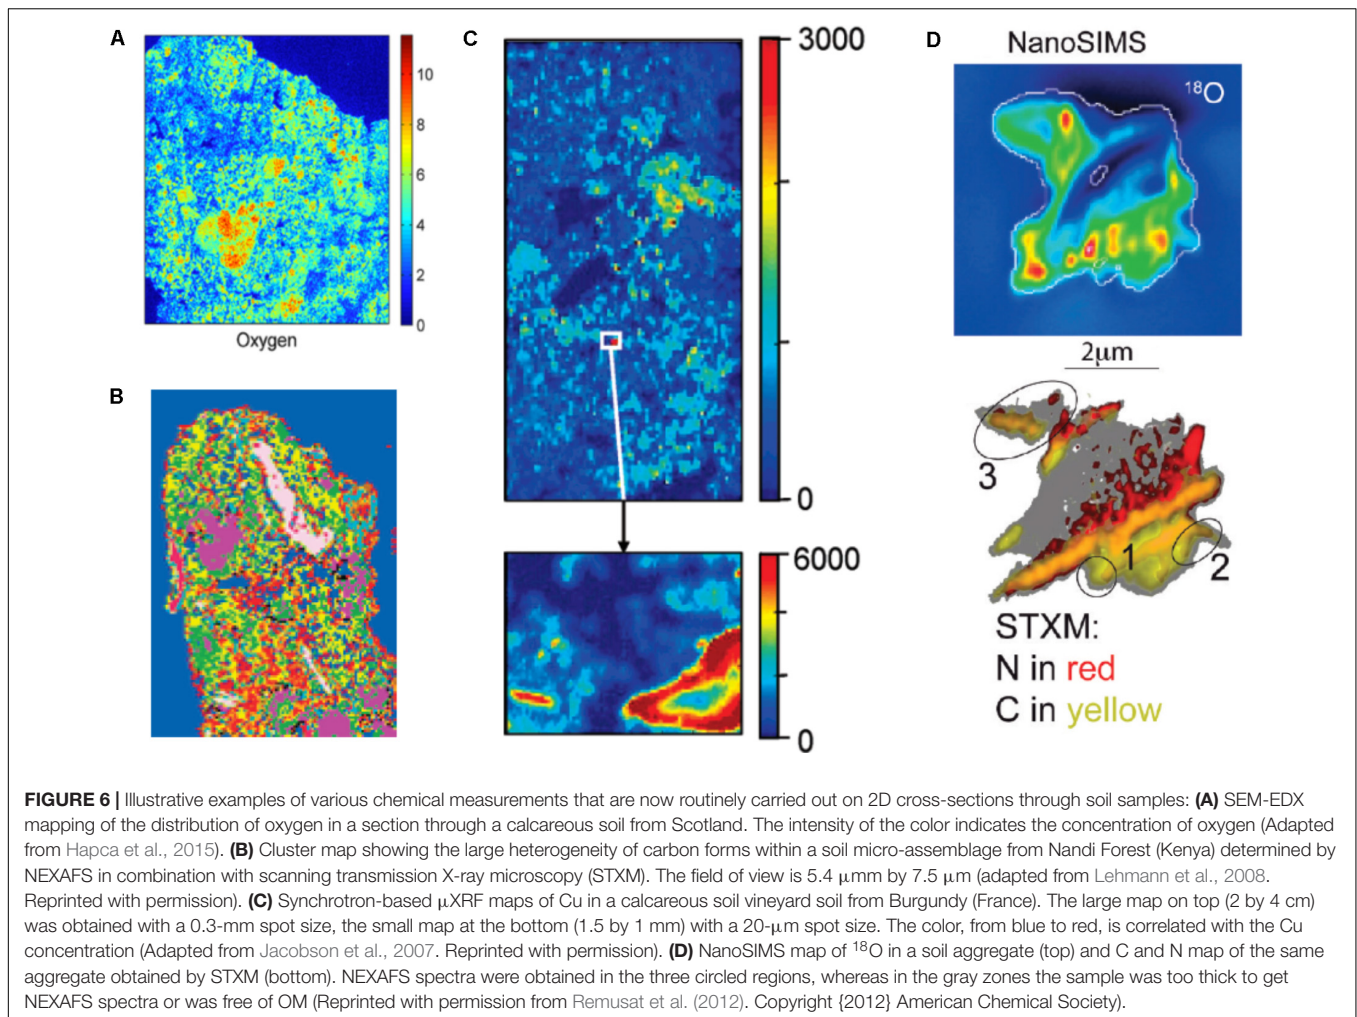 A
10
8
6
4
2
0
Oxygen
B
C
3000
0
6000
0
D
NanoSIMS
¹⁸O
2μm
3
1
2
STXM:
N in red
C in yellow
FIGURE 6 | Illustrative examples of various chemical measurements that are now routinely carried out on 2D cross-sections through soil samples: (A) SEM-EDX
mapping of the distribution of oxygen in a section through a calcareous soil from Scotland. The intensity of the color indicates the concentration of oxygen (Adapted
from Hapca et al., 2015). (B) Cluster map showing the large heterogeneity of carbon forms within a soil micro-assemblage from Nandi Forest (Kenya) determined by
NEXAFS in combination with scanning transmission X-ray microscopy (STXM). The field of view is 5.4 μmm by 7.5 μm (adapted from Lehmann et al., 2008.
Reprinted with permission). (C) Synchrotron-based μXRF maps of Cu in a calcareous soil vineyard soil from Burgundy (France). The large map on top (2 by 4 cm)
was obtained with a 0.3-mm spot size, the small map at the bottom (1.5 by 1 mm) with a 20-μm spot size. The color, from blue to red, is correlated with the Cu
concentration (Adapted from Jacobson et al., 2007. Reprinted with permission). (D) NanoSIMS map of ¹⁸O in a soil aggregate (top) and C and N map of the same
aggregate obtained by STXM (bottom). NEXAFS spectra were obtained in the three circled regions, whereas in the gray zones the sample was too thick to get
NEXAFS spectra or was free of OM (Reprinted with permission from Remusat et al. (2012). Copyright {2012} American Chemical Society).